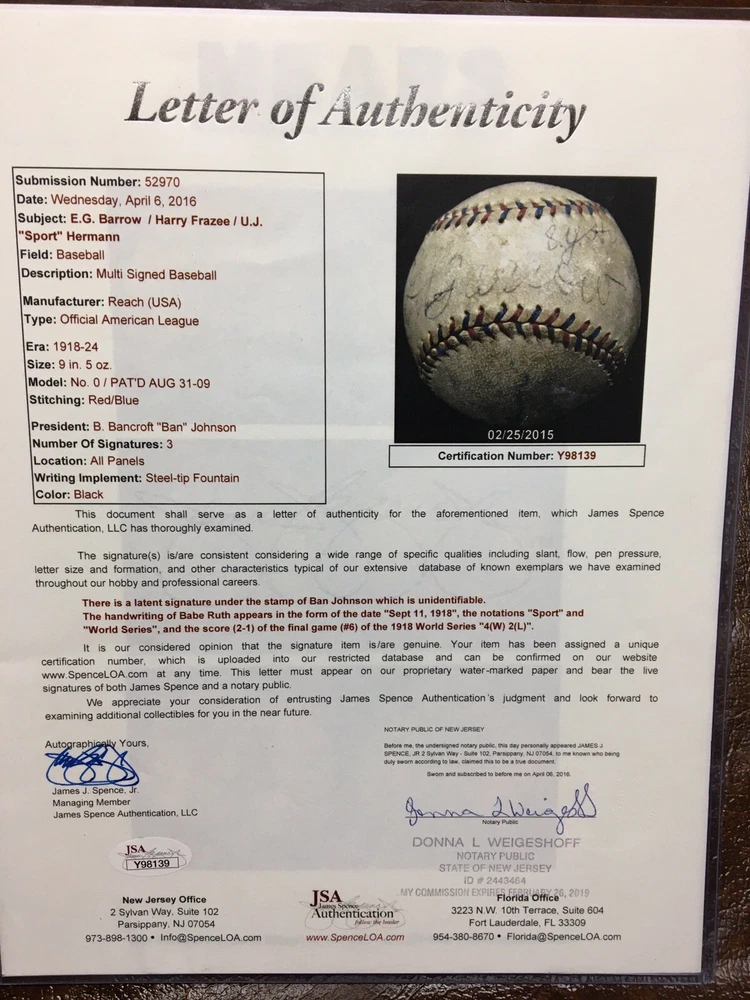 Letter of Authenticity
Submission Number: 52970
Date: Wednesday, April 6, 2016
Subject: E.G. Barrow / Harry Frazee / U.J.
"Sport" Hermann
Field: Baseball
Description: Multi Signed Baseball
Manufacturer: Reach (USA)
Type: Official American League
Era: 1918-24
Size: 9 in. 5 oz.
Model: No. 0 / PAT'D AUG 31-09
Stitching: Red/Blue
President: B. Bancroft "Ban" Johnson
Number Of Signatures: 3
Location: All Panels
Writing Implement: Steel-tip Fountain
Color: Black
02/25/2015
Certification Number: Y98139
This document shall serve as a letter of authenticity for the aforementioned item, which James Spence
Authentication, LLC has thoroughly examined.
The signature(s) is/are consistent considering a wide range of specific qualities including slant, flow, pen pressure,
letter size and formation, and other characteristics typical of our extensive database of known exemplars we have examined
throughout our hobby and professional careers.
There is a latent signature under the stamp of Ban Johnson which is unidentifiable.
The handwriting of Babe Ruth appears in the form of the date "Sept 11, 1918", the notations "Sport" and
"World Series", and the score (2-1) of the final game (#6) of the 1918 World Series "4(W) 2(L)".
It is our considered opinion that the signature item is/are genuine. Your item has been assigned a unique
certification number, which is uploaded into our restricted database and can be confirmed on our website
www.SpenceLOA.com at any time. This letter must appear on our proprietary water-marked paper and bear the live
signatures of both James Spence and a notary public.
We appreciate your consideration of entrusting James Spence Authentication's judgment and look forward to
examining additional collectibles for you in the near future.
NOTARY PUBLIC OF NEW JERSEY
Before me, the undersigned notary public, this day personally appeared JAMES J
SPENCE, JR 2 Sylvan Way - Suite 102, Parsippany, NJ 07054, to me known who being
duly sworn according to law, claimed this to be a true document.
Sworn and subscribed to before me on April 06, 2016.
Autographically Yours,
James J. Spence, Jr.
Managing Member
James Spence Authentication, LLC
Donna L Weigeshoff
Notary Public
DONNA L WEIGESHOFF
NOTARY PUBLIC
STATE OF NEW JERSEY
ID # 2443464
MY COMMISSION EXPIRES FEBRUARY 26, 2019
JSA
Y98139
New Jersey Office
2 Sylvan Way, Suite 102
Parsippany, NJ 07054
973-898-1300 • Info@SpenceLOA.com
JSA
James Spence
Authentication
follow the leader
www.SpenceLOA.com
Florida Office
3223 N.W. 10th Terrace, Suite 604
Fort Lauderdale, FL 33309
954-380-8670 • Florida@SpenceLOA.com